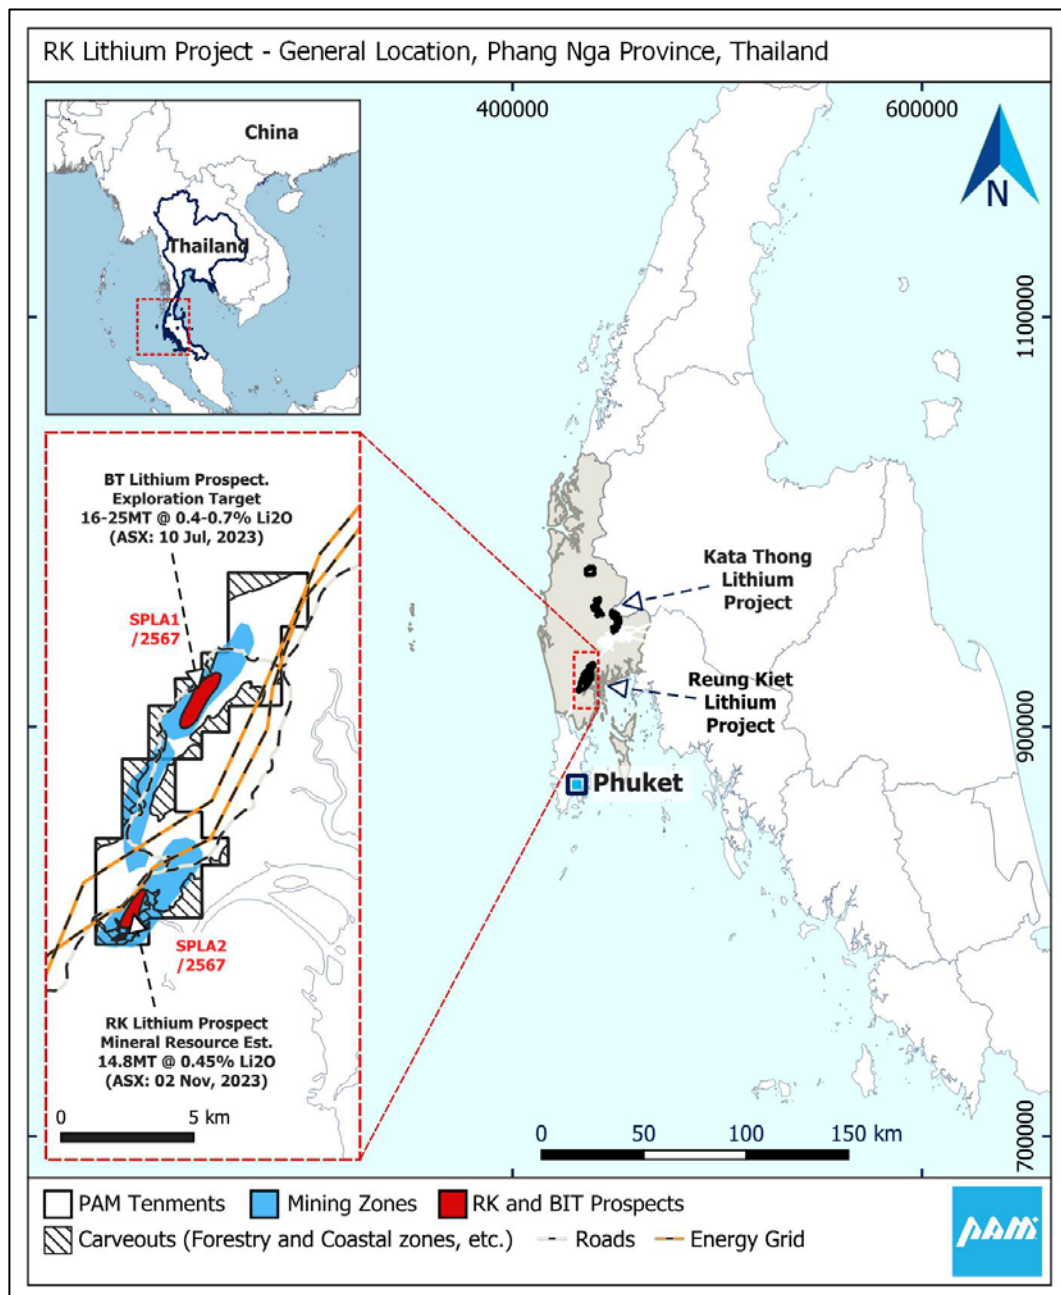 RK Lithium Project - General Location, Phang Nga Province, Thailand
400000
600000
China
Thailand
N
1100000
BT Lithium Prospect.
Exploration Target
16-25MT @ 0.4-0.7% Li2O
(ASX: 10 Jul, 2023)
SPLA1
/2567
Kata Thong
Lithium
Project
Reung Kiet
Lithium
Project
900000
Phuket
SPLA2
/2567
RK Lithium Prospect
Mineral Resource Est.
14.8MT @ 0.45% Li2O
(ASX: 02 Nov, 2023)
0 5 km
0 50 100 150 km
700000
PAM Tenments Mining Zones RK and BIT Prospects
Carveouts (Forestry and Coastal zones, etc.) Roads Energy Grid
PAM